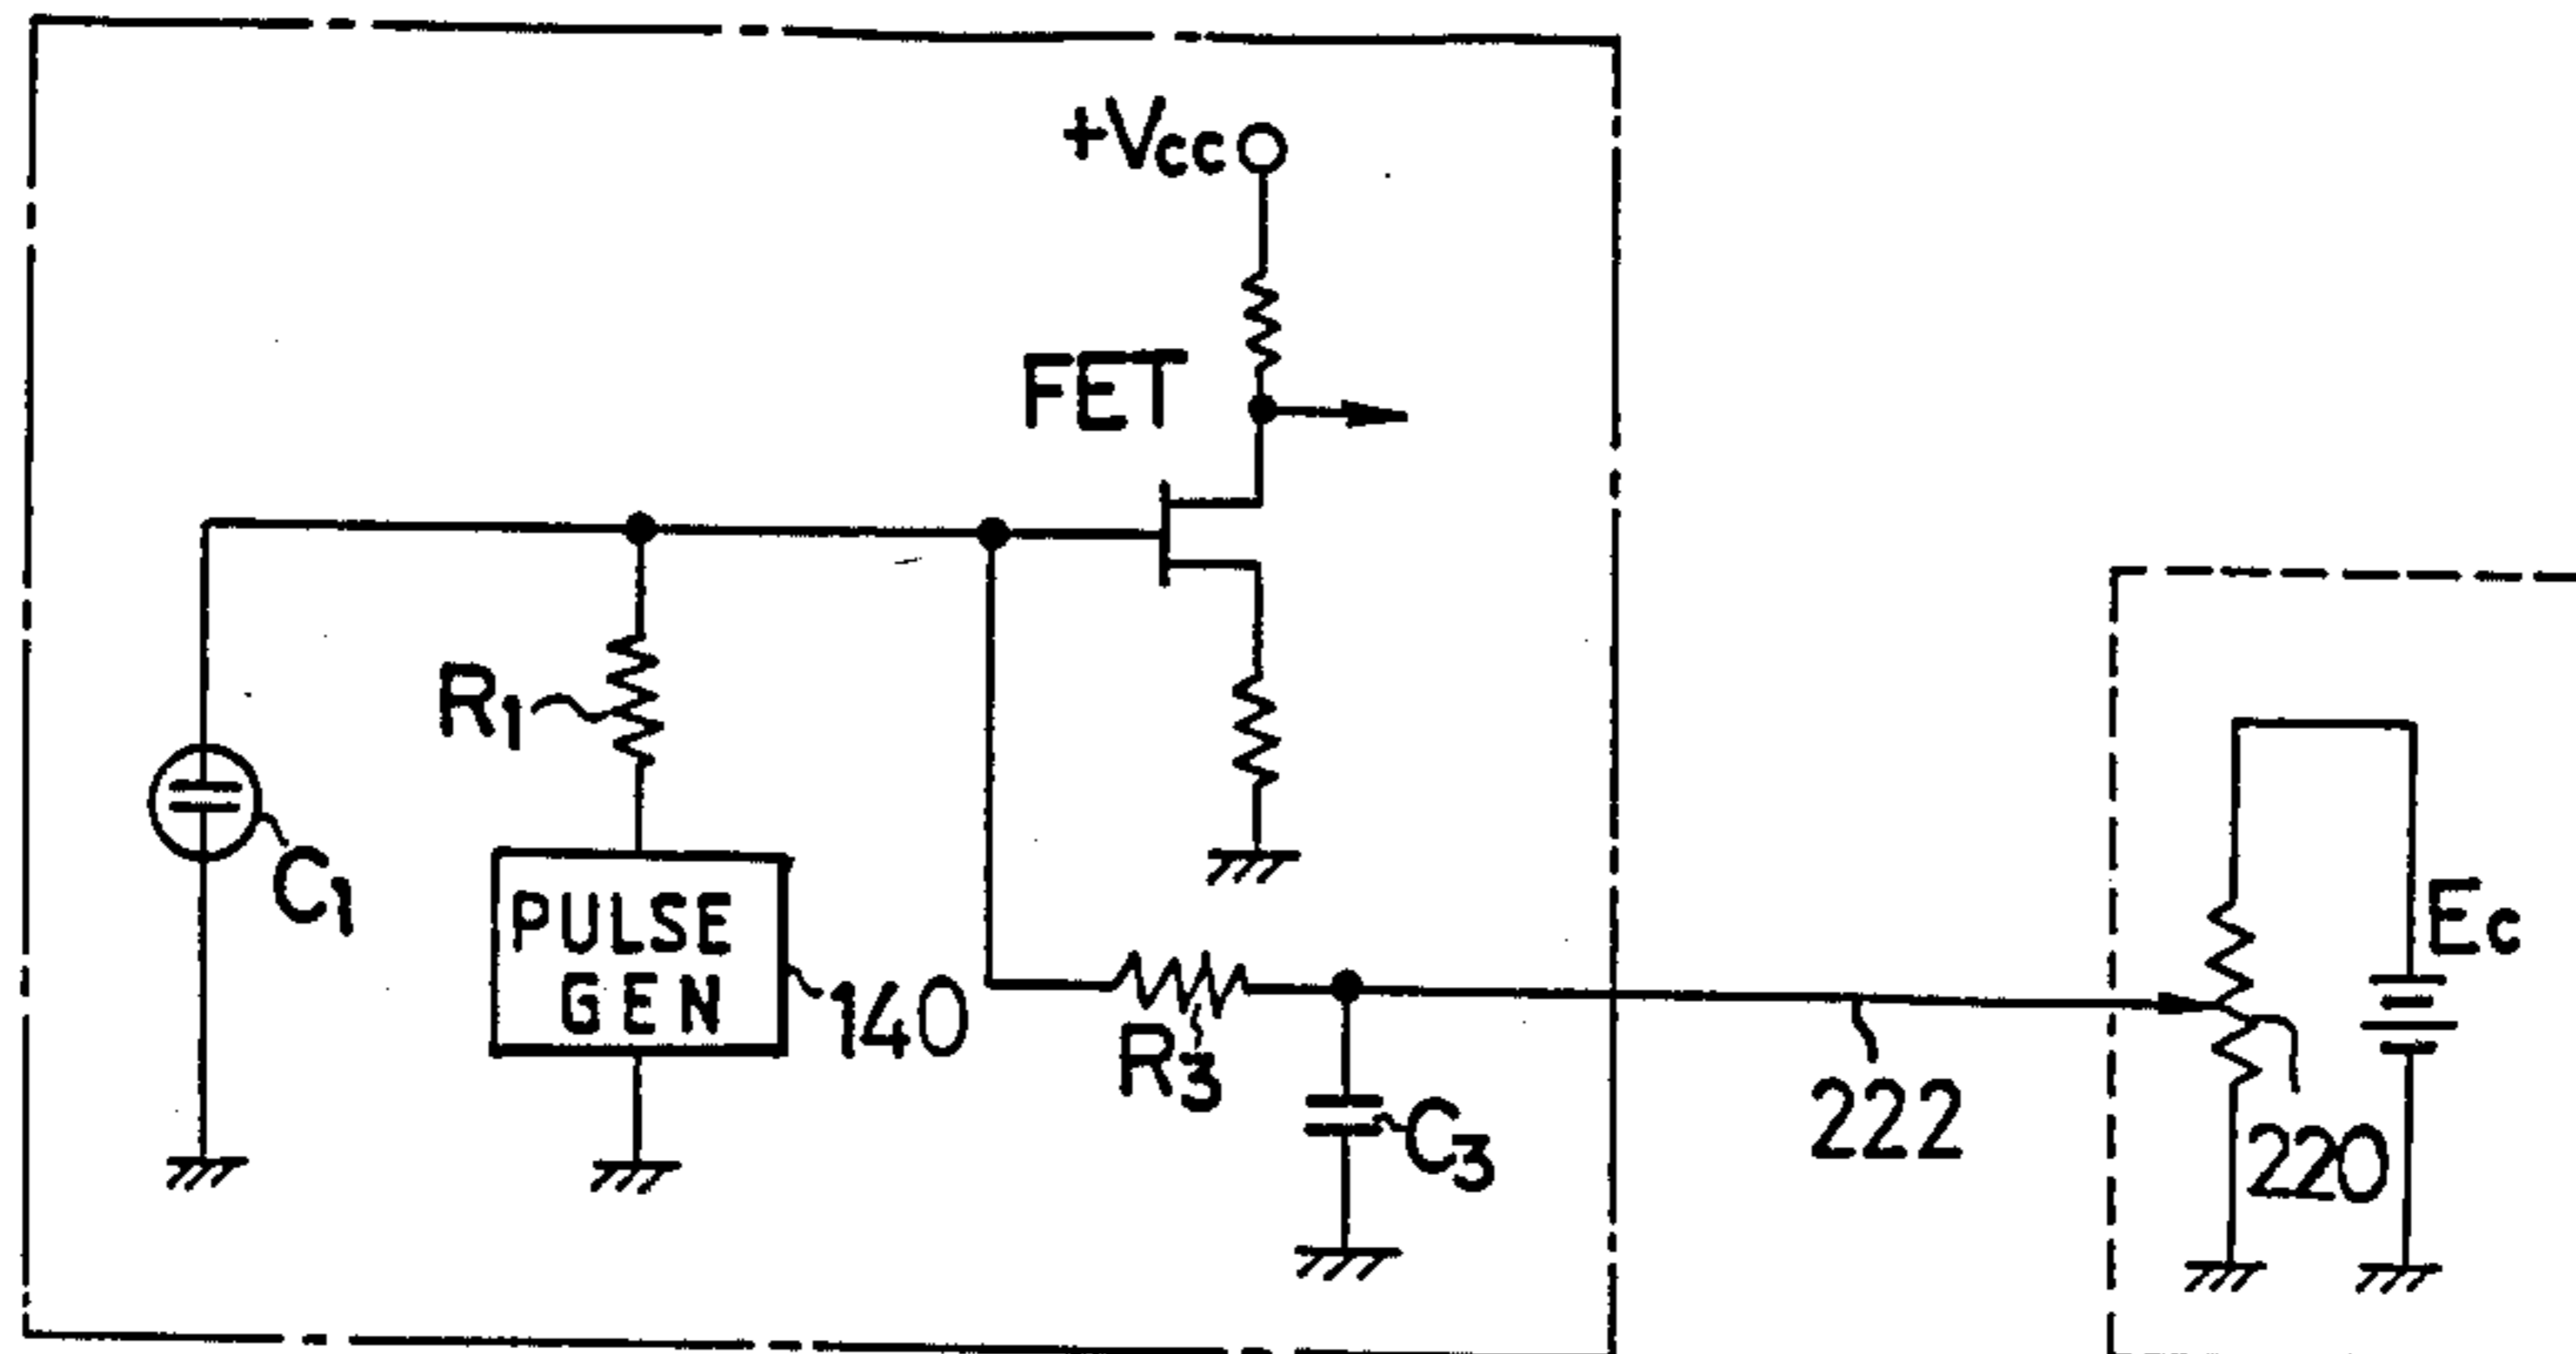 +Vcc
FET
R1
C1
PULSE
GEN
140
R3
C3
222
Ec
220